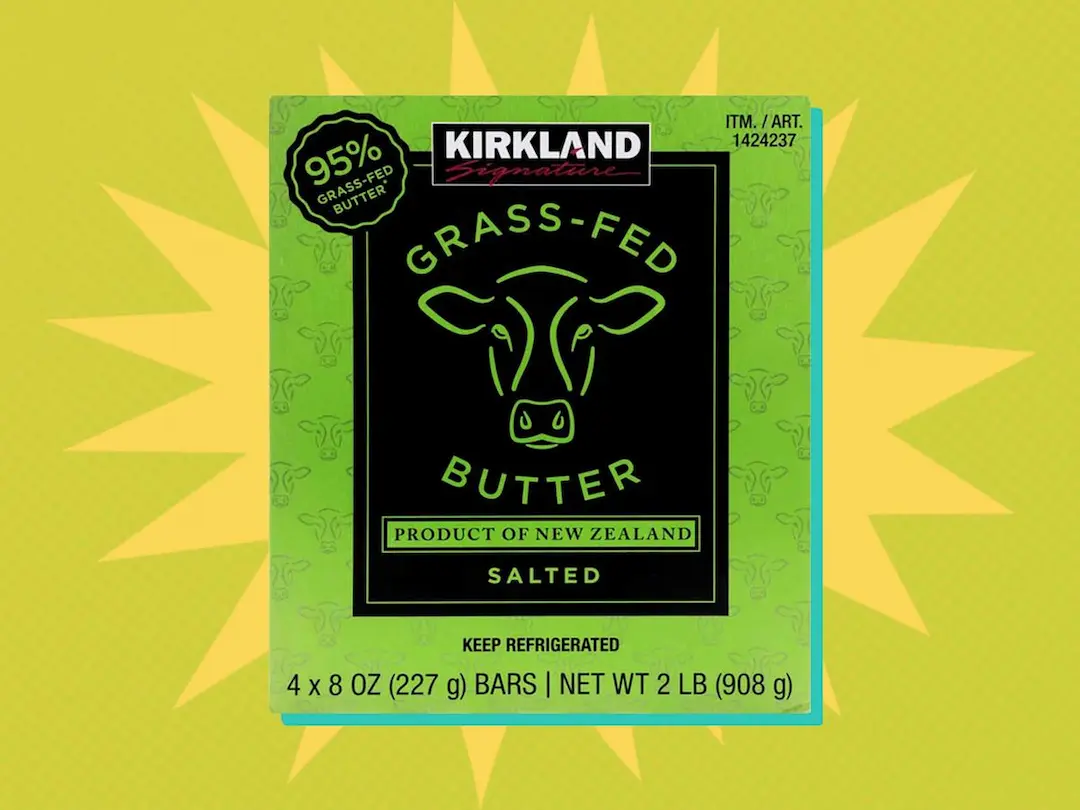 95%
GRASS-FED
BUTTER*
KIRKLAND
Signature
ITM. / ART.
1424237
GRASS-FED
BUTTER
PRODUCT OF NEW ZEALAND
SALTED
KEEP REFRIGERATED
4 x 8 OZ (227 g) BARS | NET WT 2 LB (908 g)